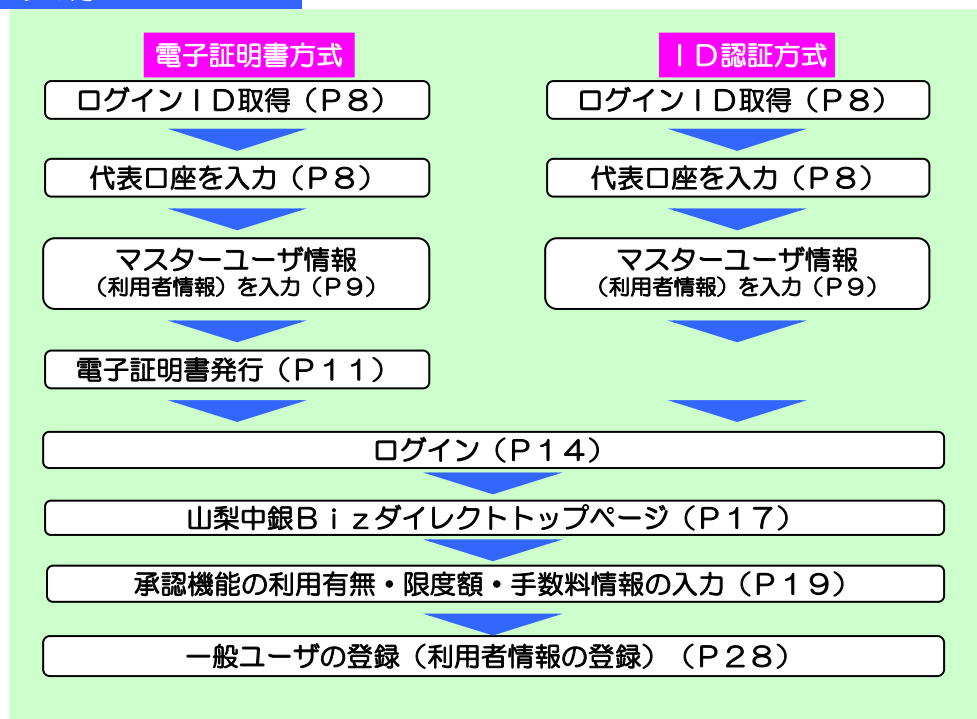 電子証明書方式
ログインID取得（P8）
代表口座を入力（P8）
マスターユーザ情報
（利用者情報）を入力（P9）
電子証明書発行（P11）
ID認証方式
ログインID取得（P8）
代表口座を入力（P8）
マスターユーザ情報
（利用者情報）を入力（P9）
ログイン（P14）
山梨中銀Bizダイレクトトップページ（P17）
承認機能の利用有無・限度額・手数料情報の入力（P19）
一般ユーザの登録（利用者情報の登録）（P28）